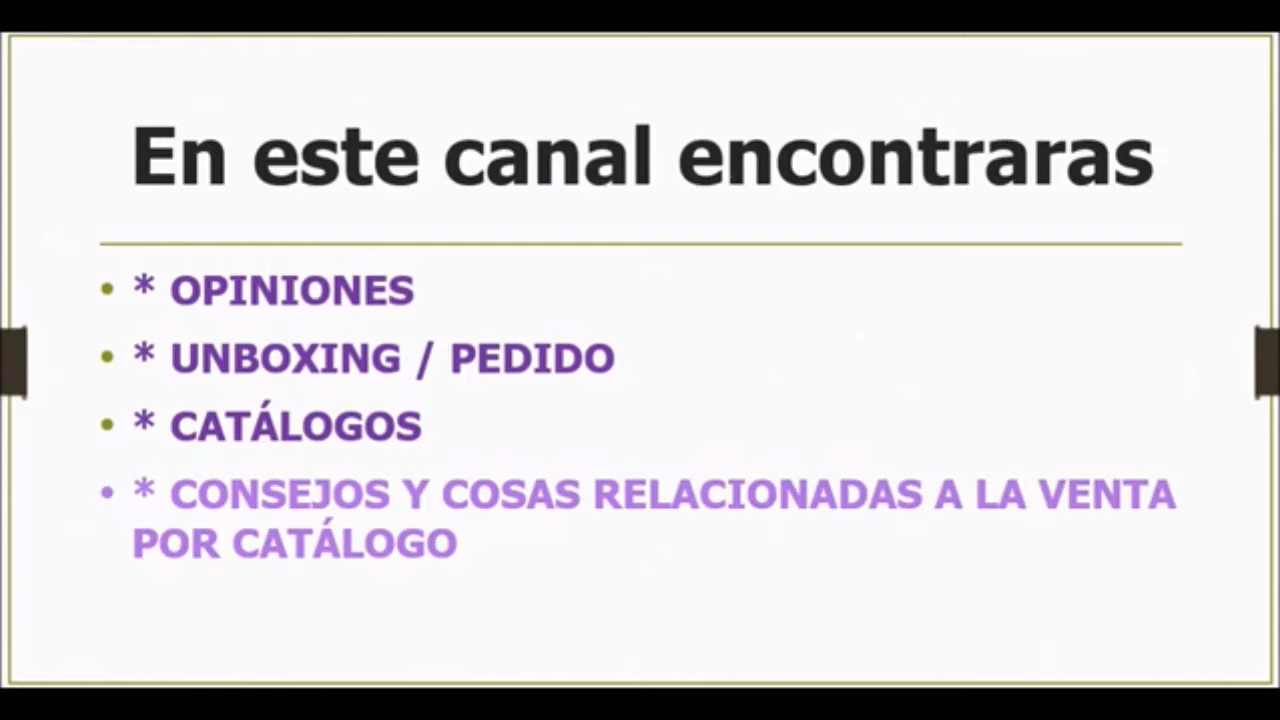 En este canal encontraras
• * OPINIONES
• * UNBOXING / PEDIDO
• * CATÁLOGOS
• * CONSEJOS Y COSAS RELACIONADAS A LA VENTA
POR CATÁLOGO